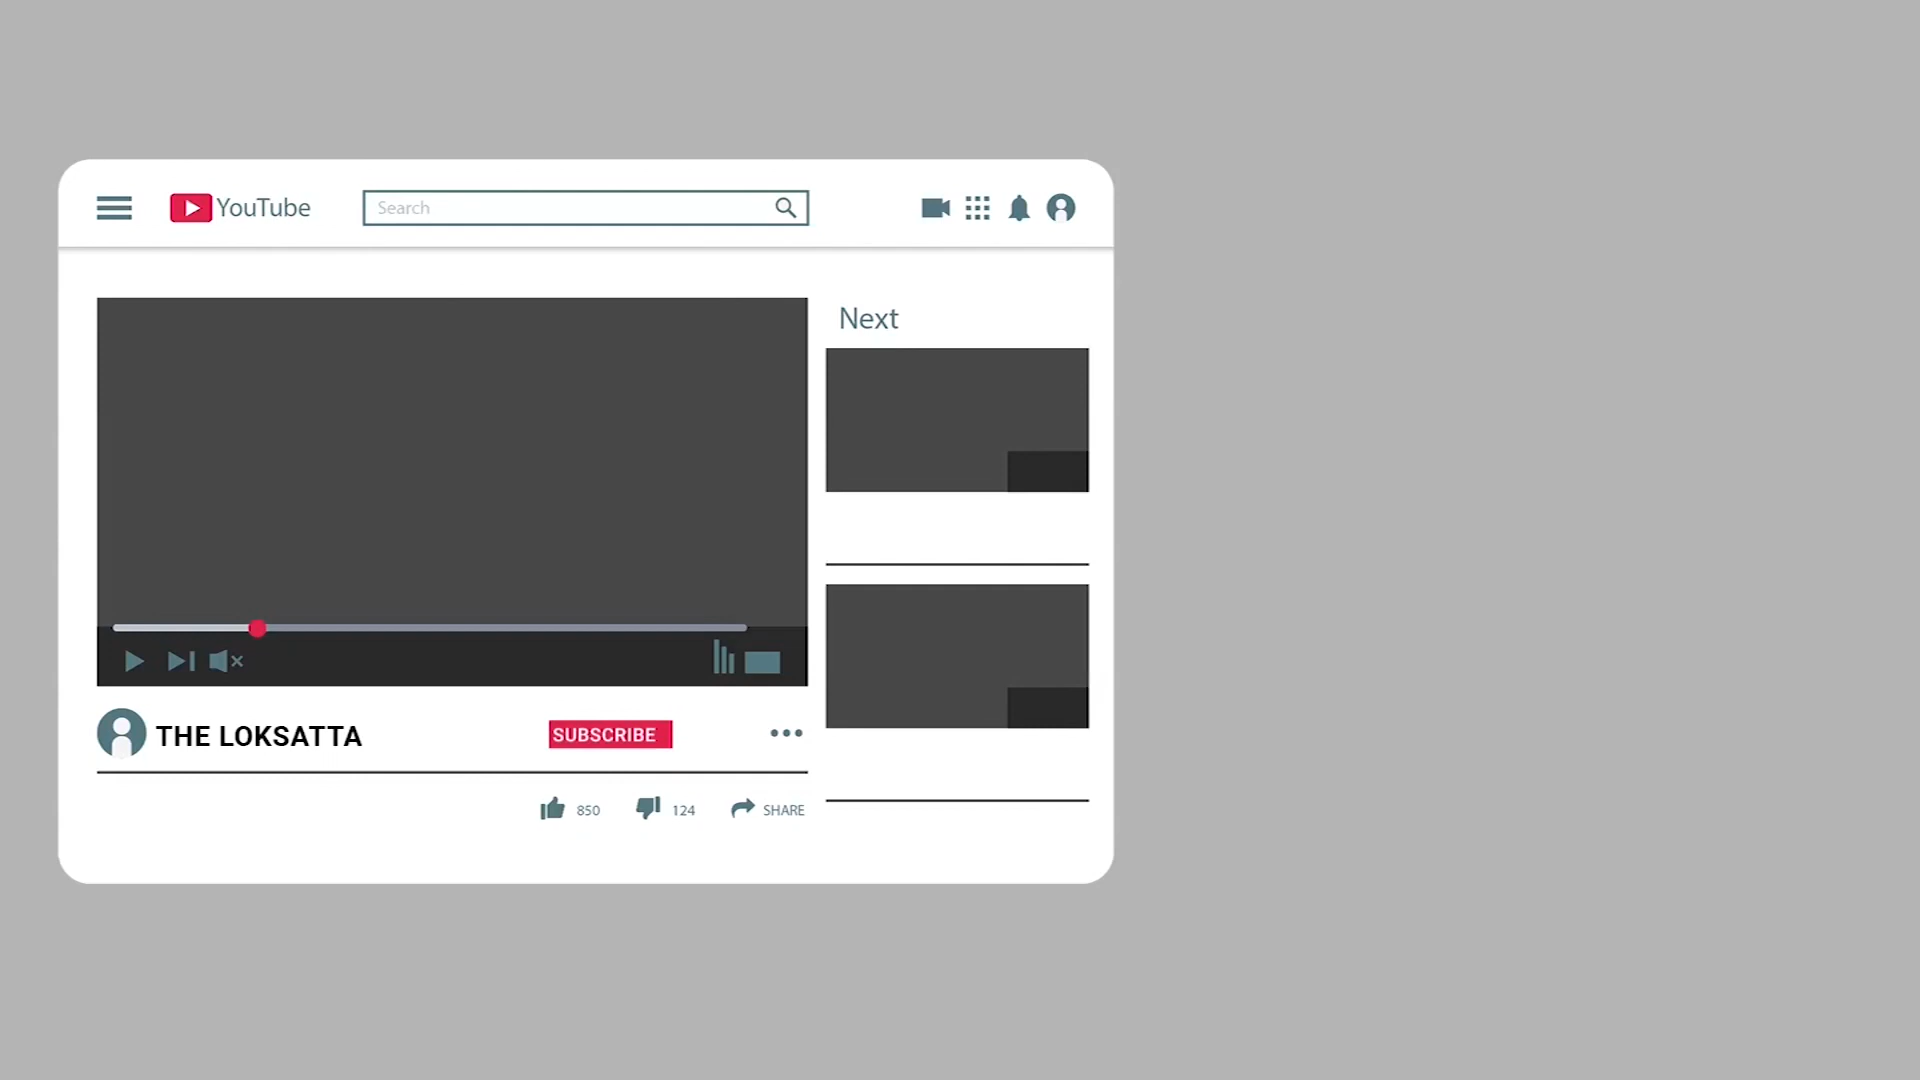 YouTube
Search
Next
THE LOKSATTA
SUBSCRIBE
850
124
SHARE